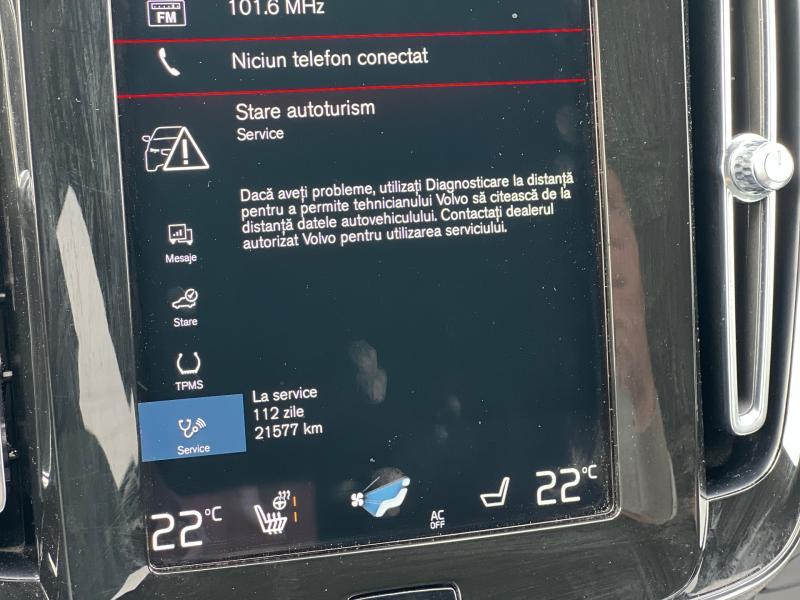 FM
101.6 MHz
Niciun telefon conectat
Stare autoturism
Service
Dacă aveți probleme, utilizați Diagnosticare la distanță
pentru a permite tehnicianului Volvo să citească de la
distanță datele autovehiculului. Contactați dealerul
autorizat Volvo pentru utilizarea serviciului.
Mesaje
Stare
TPMS
Service
La service
112 zile
21577 km
22°C
AC
OFF
22°C